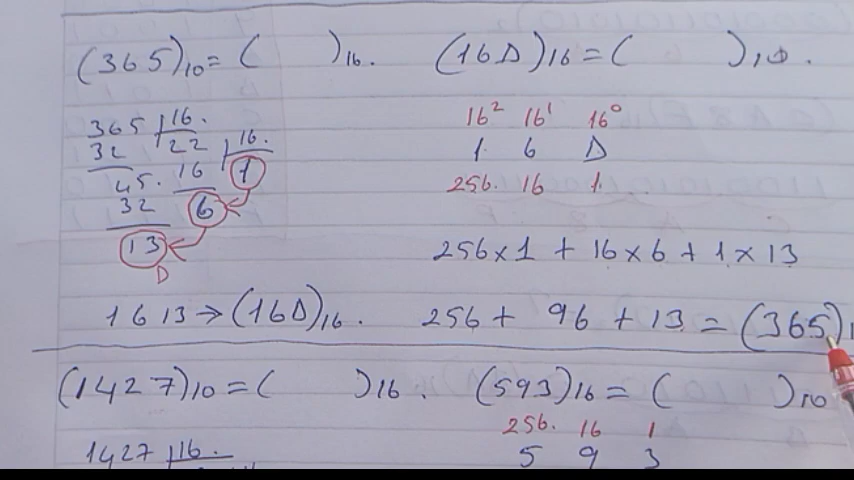 (365)10 = (      )16.
365 | 16.
32   22 | 16.
45.   16   1
32   6
13
D
1 6 13 → (16D)16.
(16D)16 = (      )10.
16² 16¹ 16⁰
1 6 D
256. 16 1.
256 × 1 + 16 × 6 + 1 × 13
256 + 96 + 13 = (365)1
(1427)10 = (      )16.
1427 | 16.
(593)16 = (      )10
256. 16 1
5 9 3